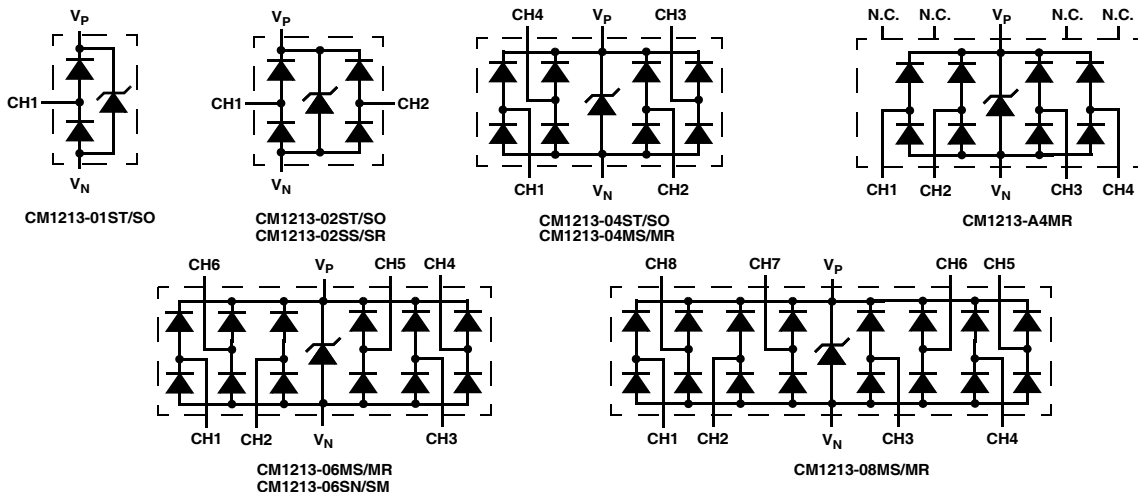 CH4 CH3
VP VP VP N.C. N.C. VP N.C. N.C.
CH1 CH1 CH2
VN VN CH1 VN CH2 CH1 CH2 VN CH3 CH4
CM1213-01ST/SO CM1213-02ST/SO CM1213-04ST/SO CM1213-A4MR
CM1213-02SS/SR CM1213-04MS/MR
CH6 VP CH5 CH4 CH8 CH7 VP CH6 CH5
CH1 CH2 VN CH3 CH1 CH2 VN CH3 CH4
CM1213-06MS/MR CM1213-08MS/MR
CM1213-06SN/SM